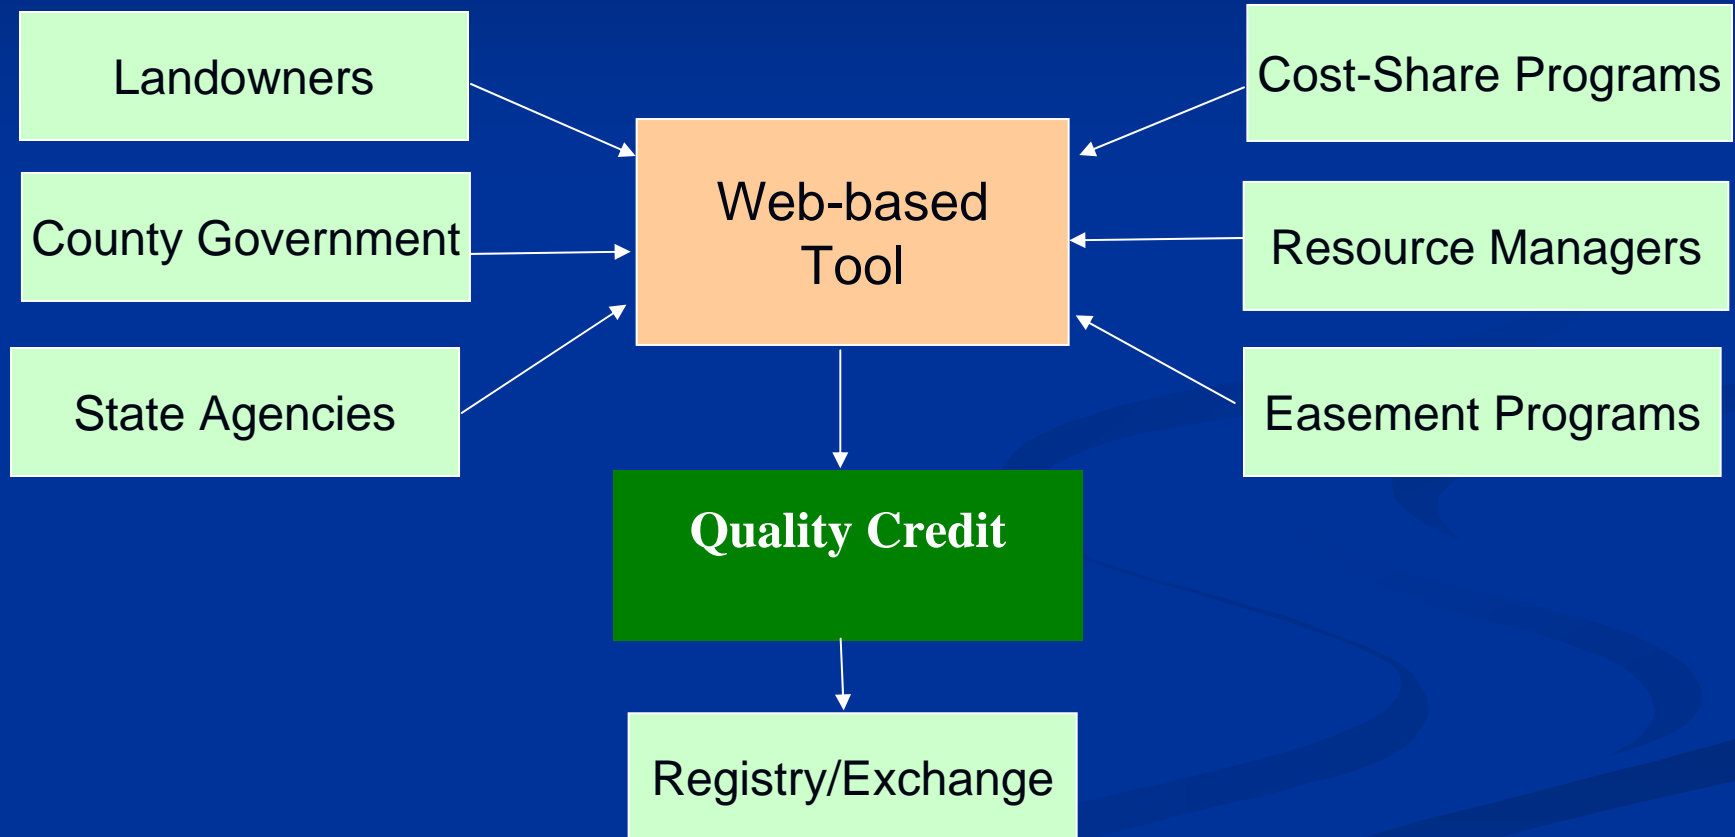 Landowners
County Government
State Agencies
Web-based
Tool
Cost-Share Programs
Resource Managers
Easement Programs
Quality Credit
Registry/Exchange